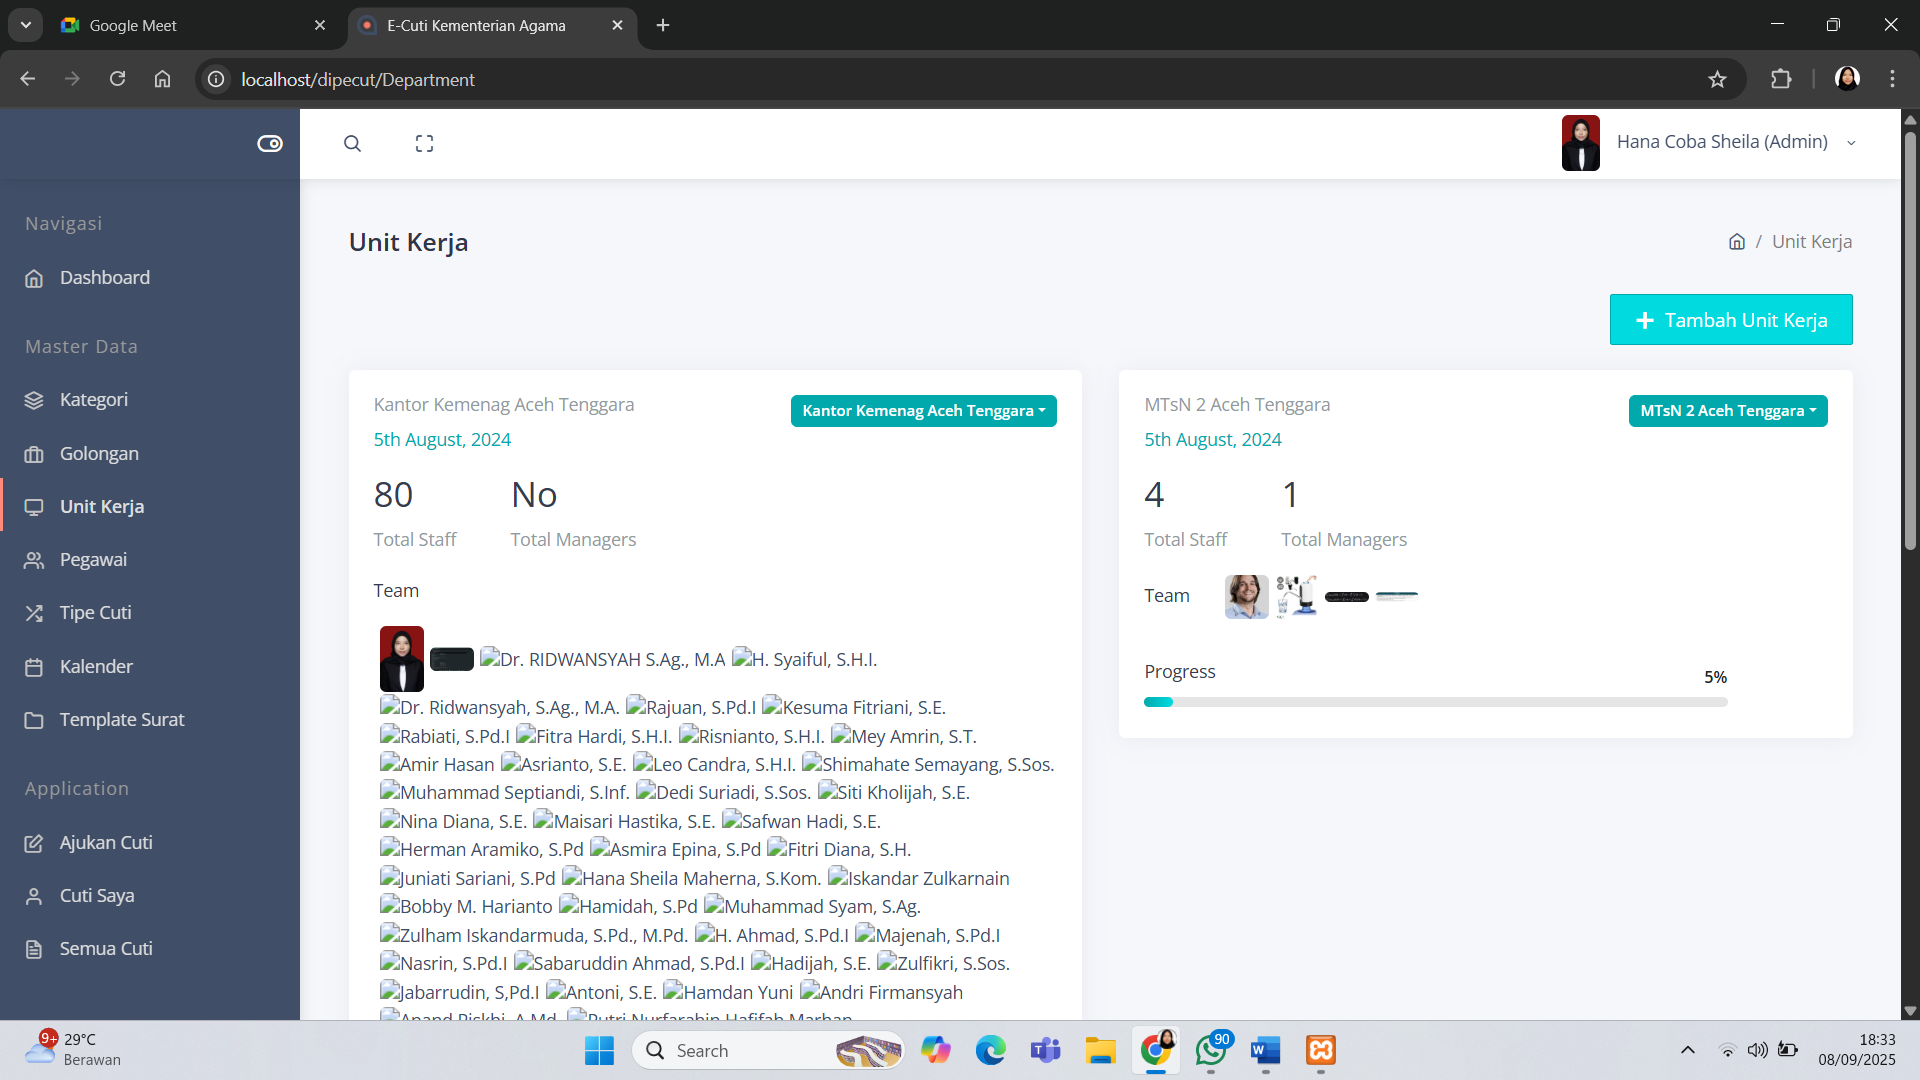 Google Meet
E-Cuti Kementerian Agama
localhost/dipecut/Department
Hana Coba Sheila (Admin)
Navigasi
Dashboard
Master Data
Kategori
Golongan
Unit Kerja
Pegawai
Tipe Cuti
Kalender
Template Surat
Application
Ajukan Cuti
Cuti Saya
Semua Cuti
Unit Kerja
/ Unit Kerja
+ Tambah Unit Kerja
Kantor Kemenag Aceh Tenggara
Kantor Kemenag Aceh Tenggara
5th August, 2024
80 No
Total Staff Total Managers
Team
Dr. RIDWANSYAH S.Ag., M.A H. Syaiful, S.H.I.
Dr. Ridwansyah, S.Ag., M.A. Rajuan, S.Pd.I Kesuma Fitriani, S.E.
Rabiati, S.Pd.I Fitra Hardi, S.H.I. Risnianto, S.H.I. Mey Amrin, S.T.
Amir Hasan Asrianto, S.E. Leo Candra, S.H.I. Shimahate Semayang, S.Sos.
Muhammad Septiandi, S.Inf. Dedi Suriadi, S.Sos. Siti Kholijah, S.E.
Nina Diana, S.E. Maisari Hastika, S.E. Safwan Hadi, S.E.
Herman Aramiko, S.Pd Asmira Epina, S.Pd Fitri Diana, S.H.
Juniati Sariani, S.Pd Hana Sheila Maherna, S.Kom. Iskandar Zulkarnain
Bobby M. Harianto Hamidah, S.Pd Muhammad Syam, S.Ag.
Zulham Iskandarmuda, S.Pd., M.Pd. H. Ahmad, S.Pd.I Majenah, S.Pd.I
Nasrin, S.Pd.I Sabaruddin Ahmad, S.Pd.I Hadijah, S.E. Zulfikri, S.Sos.
Jabarrudin, S,Pd.I Antoni, S.E. Hamdan Yuni Andri Firmansyah
MTsN 2 Aceh Tenggara
MTsN 2 Aceh Tenggara
5th August, 2024
4 1
Total Staff Total Managers
Team
Progress
5%
9+
29°C
Berawan
Search
90
18:33
08/09/2025